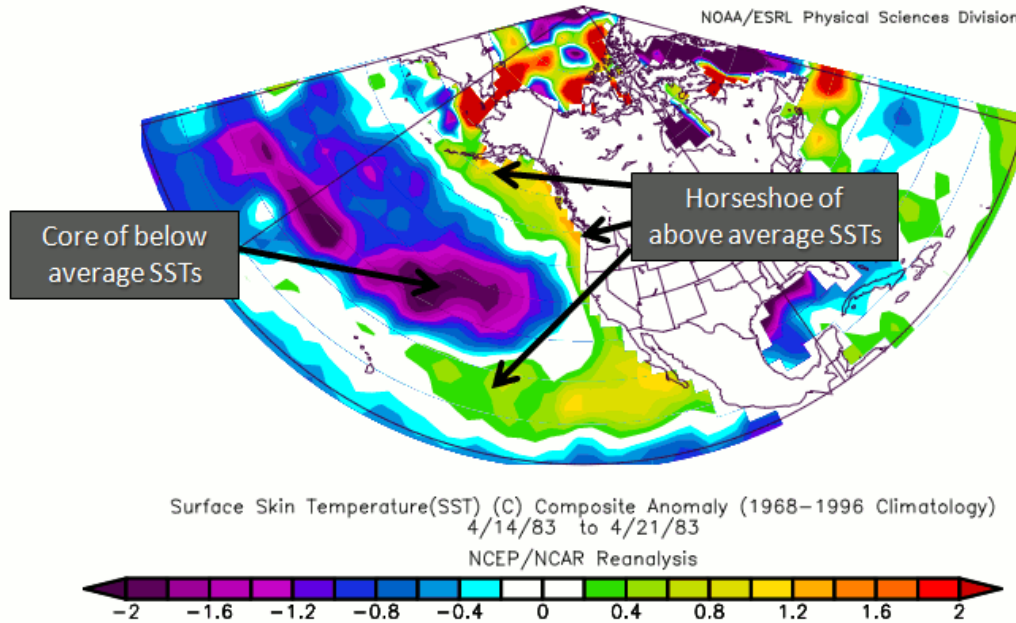 NOAA/ESRL Physical Sciences Division
Horseshoe of
above average SSTs
Core of below
average SSTs
Surface Skin Temperature(SST) (C) Composite Anomaly (1968-1996 Climatology)
4/14/83 to 4/21/83
NCEP/NCAR Reanalysis
-2 -1.6 -1.2 -0.8 -0.4 0 0.4 0.8 1.2 1.6 2